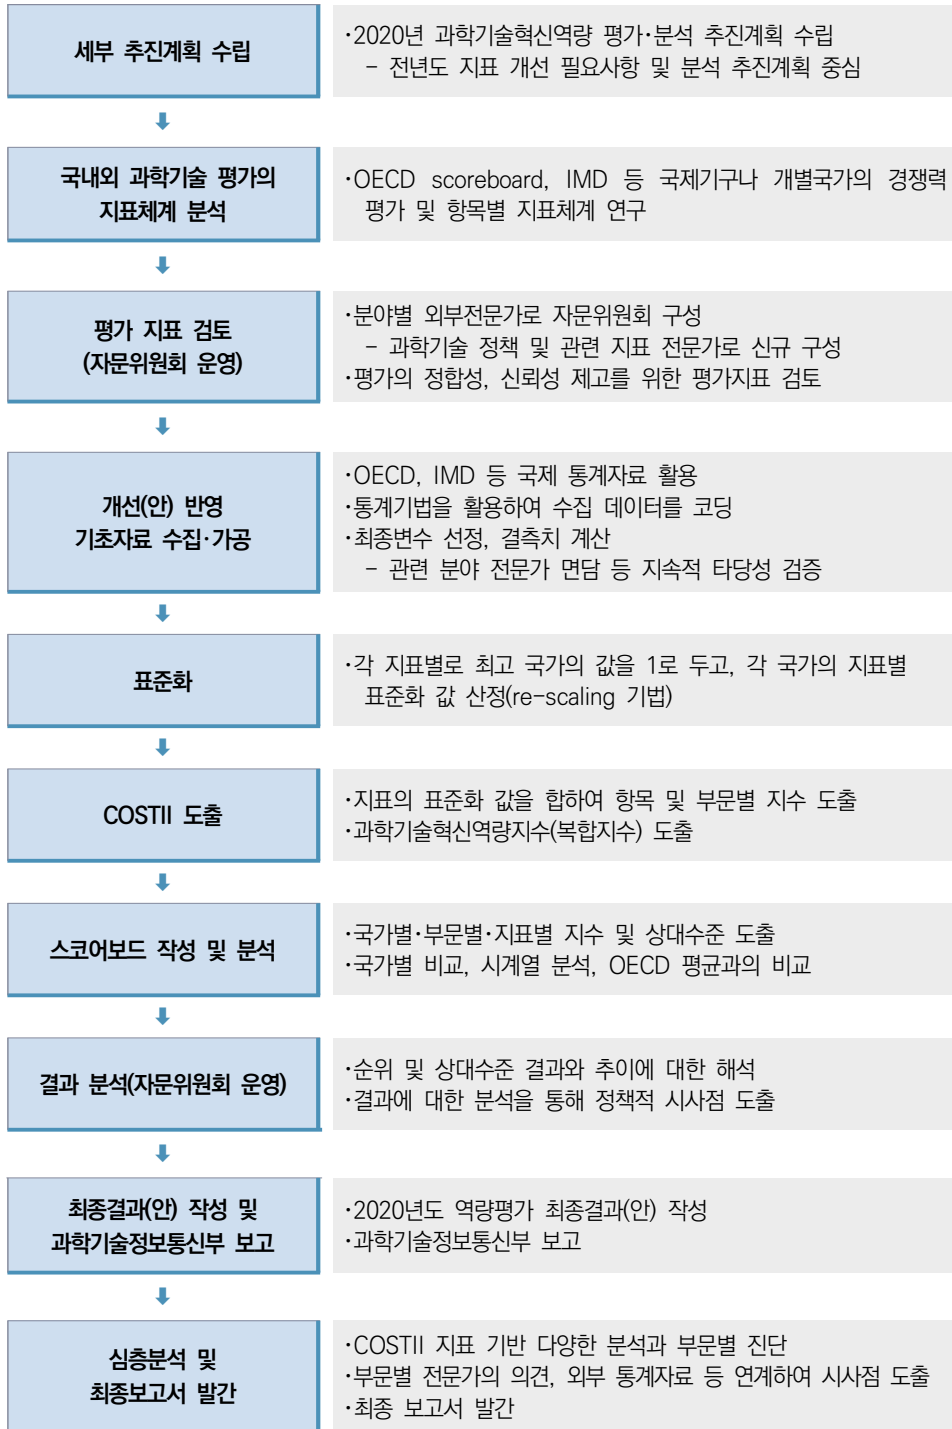 세부 추진계획 수립
·2020년 과학기술혁신역량 평가·분석 추진계획 수립
- 전년도 지표 개선 필요사항 및 분석 추진계획 중심
국내외 과학기술 평가의
지표체계 분석
·OECD scoreboard, IMD 등 국제기구나 개별국가의 경쟁력
평가 및 항목별 지표체계 연구
평가 지표 검토
(자문위원회 운영)
·분야별 외부전문가로 자문위원회 구성
- 과학기술 정책 및 관련 지표 전문가로 신규 구성
·평가의 정합성, 신뢰성 제고를 위한 평가지표 검토
개선(안) 반영
기초자료 수집·가공
·OECD, IMD 등 국제 통계자료 활용
·통계기법을 활용하여 수집 데이터를 코딩
·최종변수 선정, 결측치 계산
- 관련 분야 전문가 면담 등 지속적 타당성 검증
표준화
·각 지표별로 최고 국가의 값을 1로 두고, 각 국가의 지표별
표준화 값 산정(re-scaling 기법)
COSTII 도출
·지표의 표준화 값을 합하여 항목 및 부문별 지수 도출
·과학기술혁신역량지수(복합지수) 도출
스코어보드 작성 및 분석
·국가별·부문별·지표별 지수 및 상대수준 도출
·국가별 비교, 시계열 분석, OECD 평균과의 비교
결과 분석(자문위원회 운영)
·순위 및 상대수준 결과와 추이에 대한 해석
·결과에 대한 분석을 통해 정책적 시사점 도출
최종결과(안) 작성 및
과학기술정보통신부 보고
·2020년도 역량평가 최종결과(안) 작성
·과학기술정보통신부 보고
심층분석 및
최종보고서 발간
·COSTII 지표 기반 다양한 분석과 부문별 진단
·부문별 전문가의 의견, 외부 통계자료 등 연계하여 시사점 도출
·최종 보고서 발간